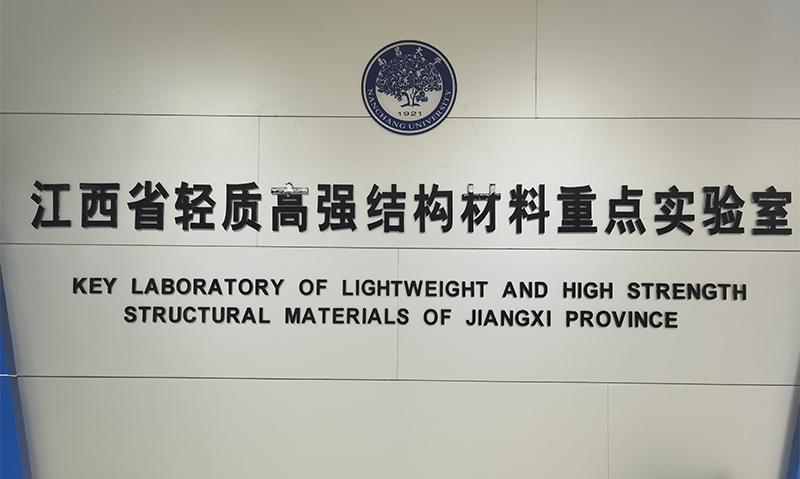 南昌大学
1921
NANCHANG UNIVERSITY
江西省轻质高强结构材料重点实验室
KEY LABORATORY OF LIGHTWEIGHT AND HIGH STRENGTH
STRUCTURAL MATERIALS OF JIANGXI PROVINCE